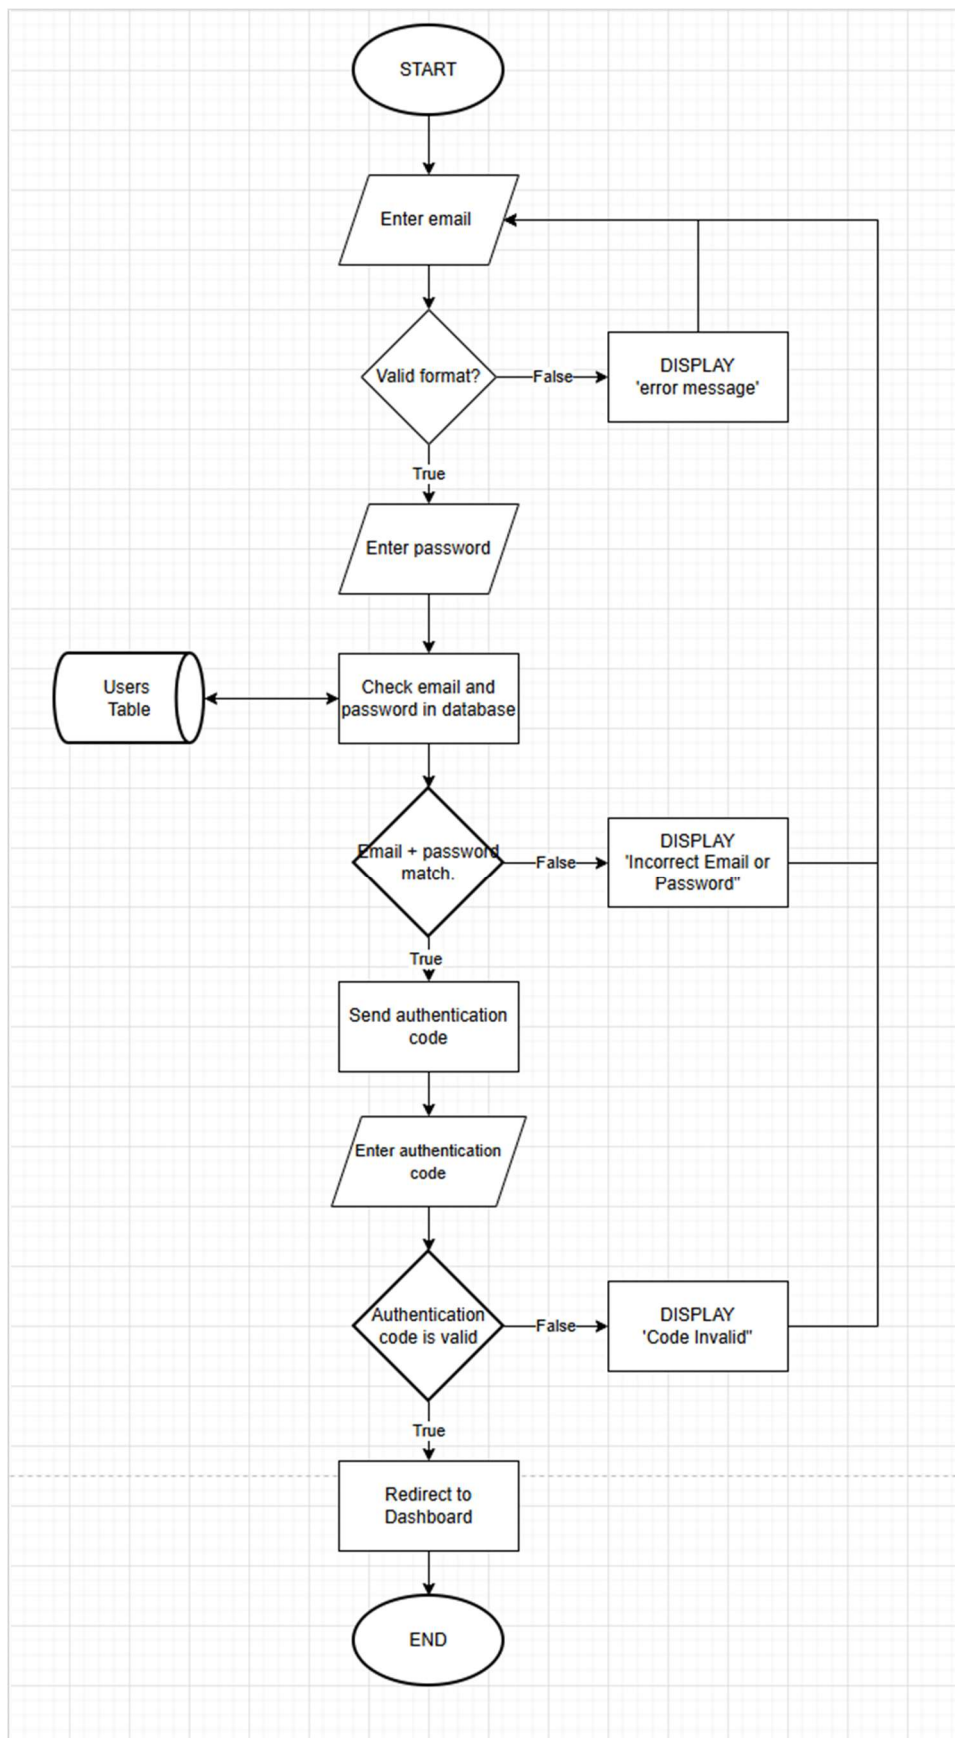 START
Enter email
Valid format?
False
DISPLAY
'error message'
True
Enter password
Users
Table
Check email and
password in database
Email + password
match.
False
DISPLAY
'Incorrect Email or
Password"
True
Send authentication
code
Enter authentication
code
Authentication
code is valid
False
DISPLAY
'Code Invalid"
True
Redirect to
Dashboard
END